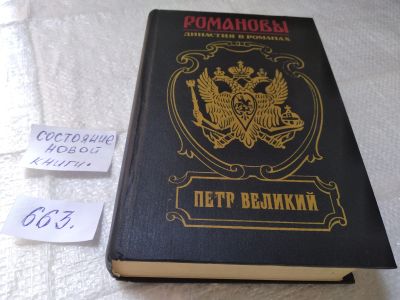 РОМАНОВЫ
ДИНАСТИЯ В РОМАНАХ
ПЕТР ВЕЛИКИЙ
СОСТОЯНИЕ
НОВОЙ
КНИГИ.
663.